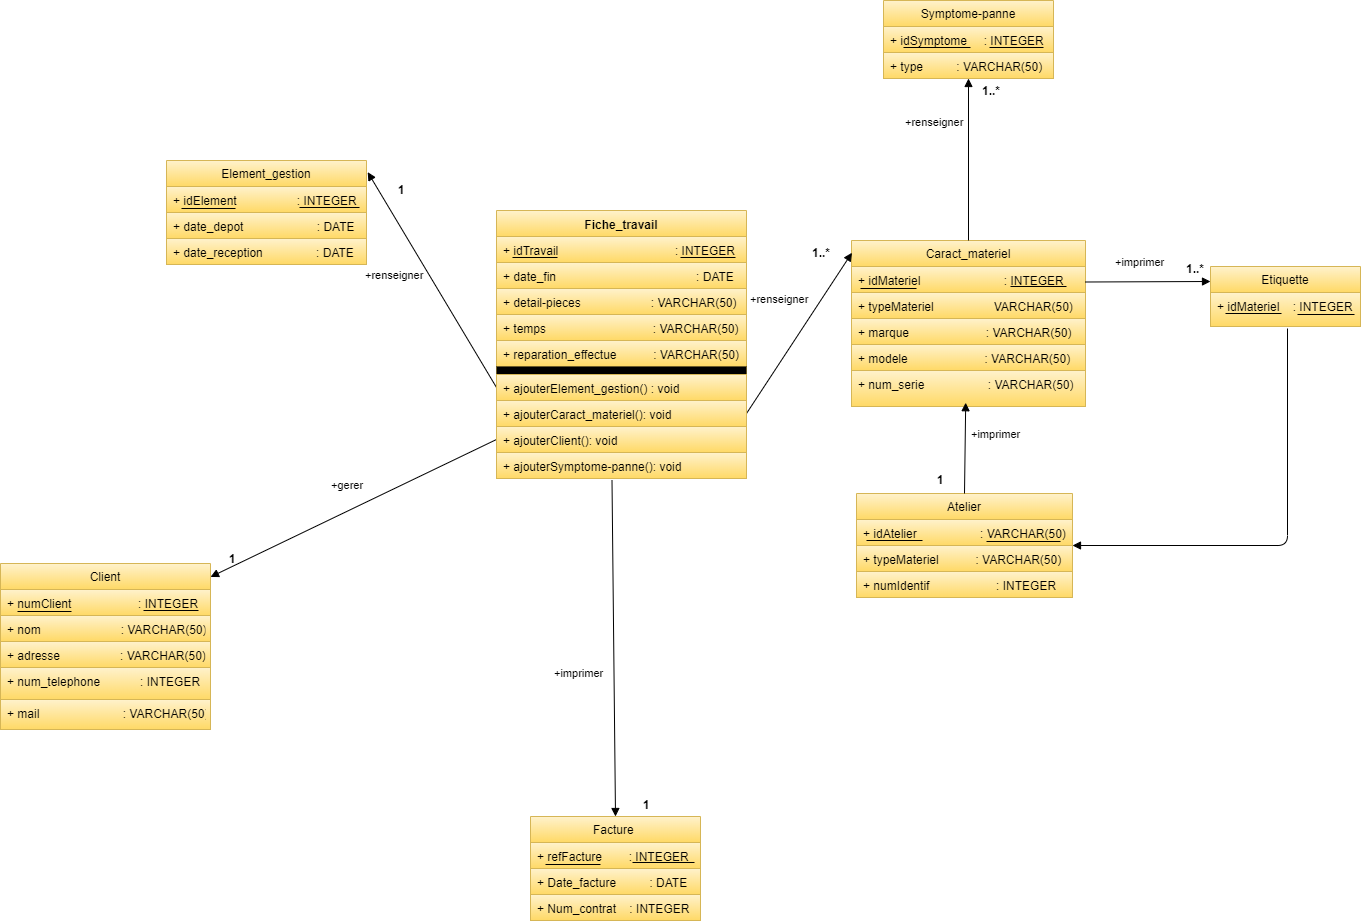 Symptome-panne
+ idSymptome : INTEGER
+ type : VARCHAR(50)
1..*
+renseigner
Element_gestion
+ idElement : INTEGER
+ date_depot : DATE
+ date_reception : DATE
1
+renseigner
Fiche_travail
+ idTravail : INTEGER
+ date_fin : DATE
+ detail-pieces : VARCHAR(50)
+ temps : VARCHAR(50)
+ reparation_effectue : VARCHAR(50)
+ ajouterElement_gestion() : void
+ ajouterCaract_materiel(): void
+ ajouterClient(): void
+ ajouterSymptome-panne(): void
1..*
+renseigner
Caract_materiel
+ idMateriel : INTEGER
+ typeMateriel VARCHAR(50)
+ marque : VARCHAR(50)
+ modele : VARCHAR(50)
+ num_serie : VARCHAR(50)
+imprimer
1..*
Etiquette
+ idMateriel : INTEGER
+imprimer
1
Atelier
+ idAtelier : VARCHAR(50)
+ typeMateriel : VARCHAR(50)
+ numIdentif : INTEGER
+gerer
1
Client
+ numClient : INTEGER
+ nom : VARCHAR(50)
+ adresse : VARCHAR(50)
+ num_telephone : INTEGER
+ mail : VARCHAR(50
+imprimer
1
Facture
+ refFacture : INTEGER
+ Date_facture : DATE
+ Num_contrat : INTEGER